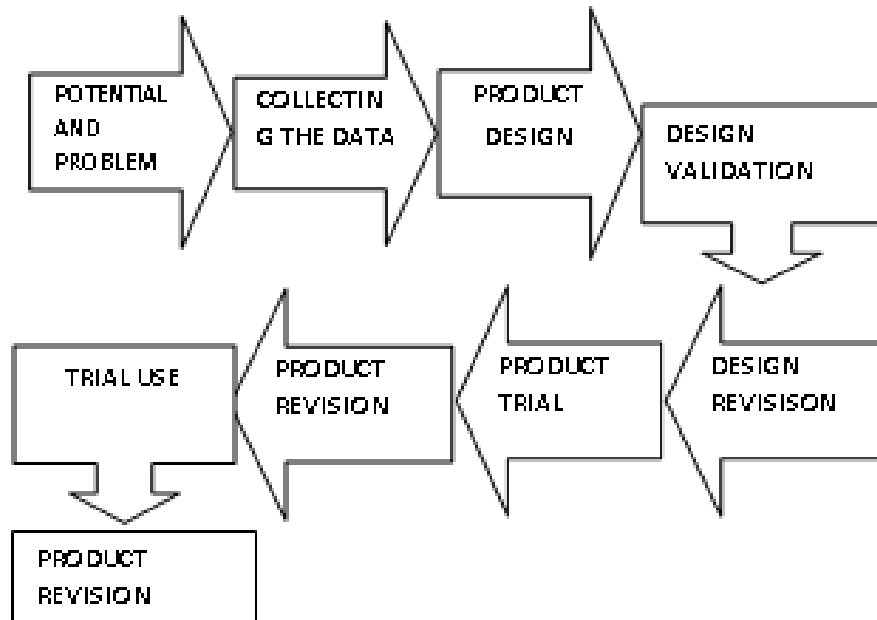 POTENTIAL
AND
PROBLEM
COLLECTIN
G THE DATA
PRODUCT
DESIGN
DESIGN
VALIDATION
DESIGN
REVISISON
PRODUCT
TRIAL
PRODUCT
REVISION
TRIAL USE
PRODUCT
REVISION